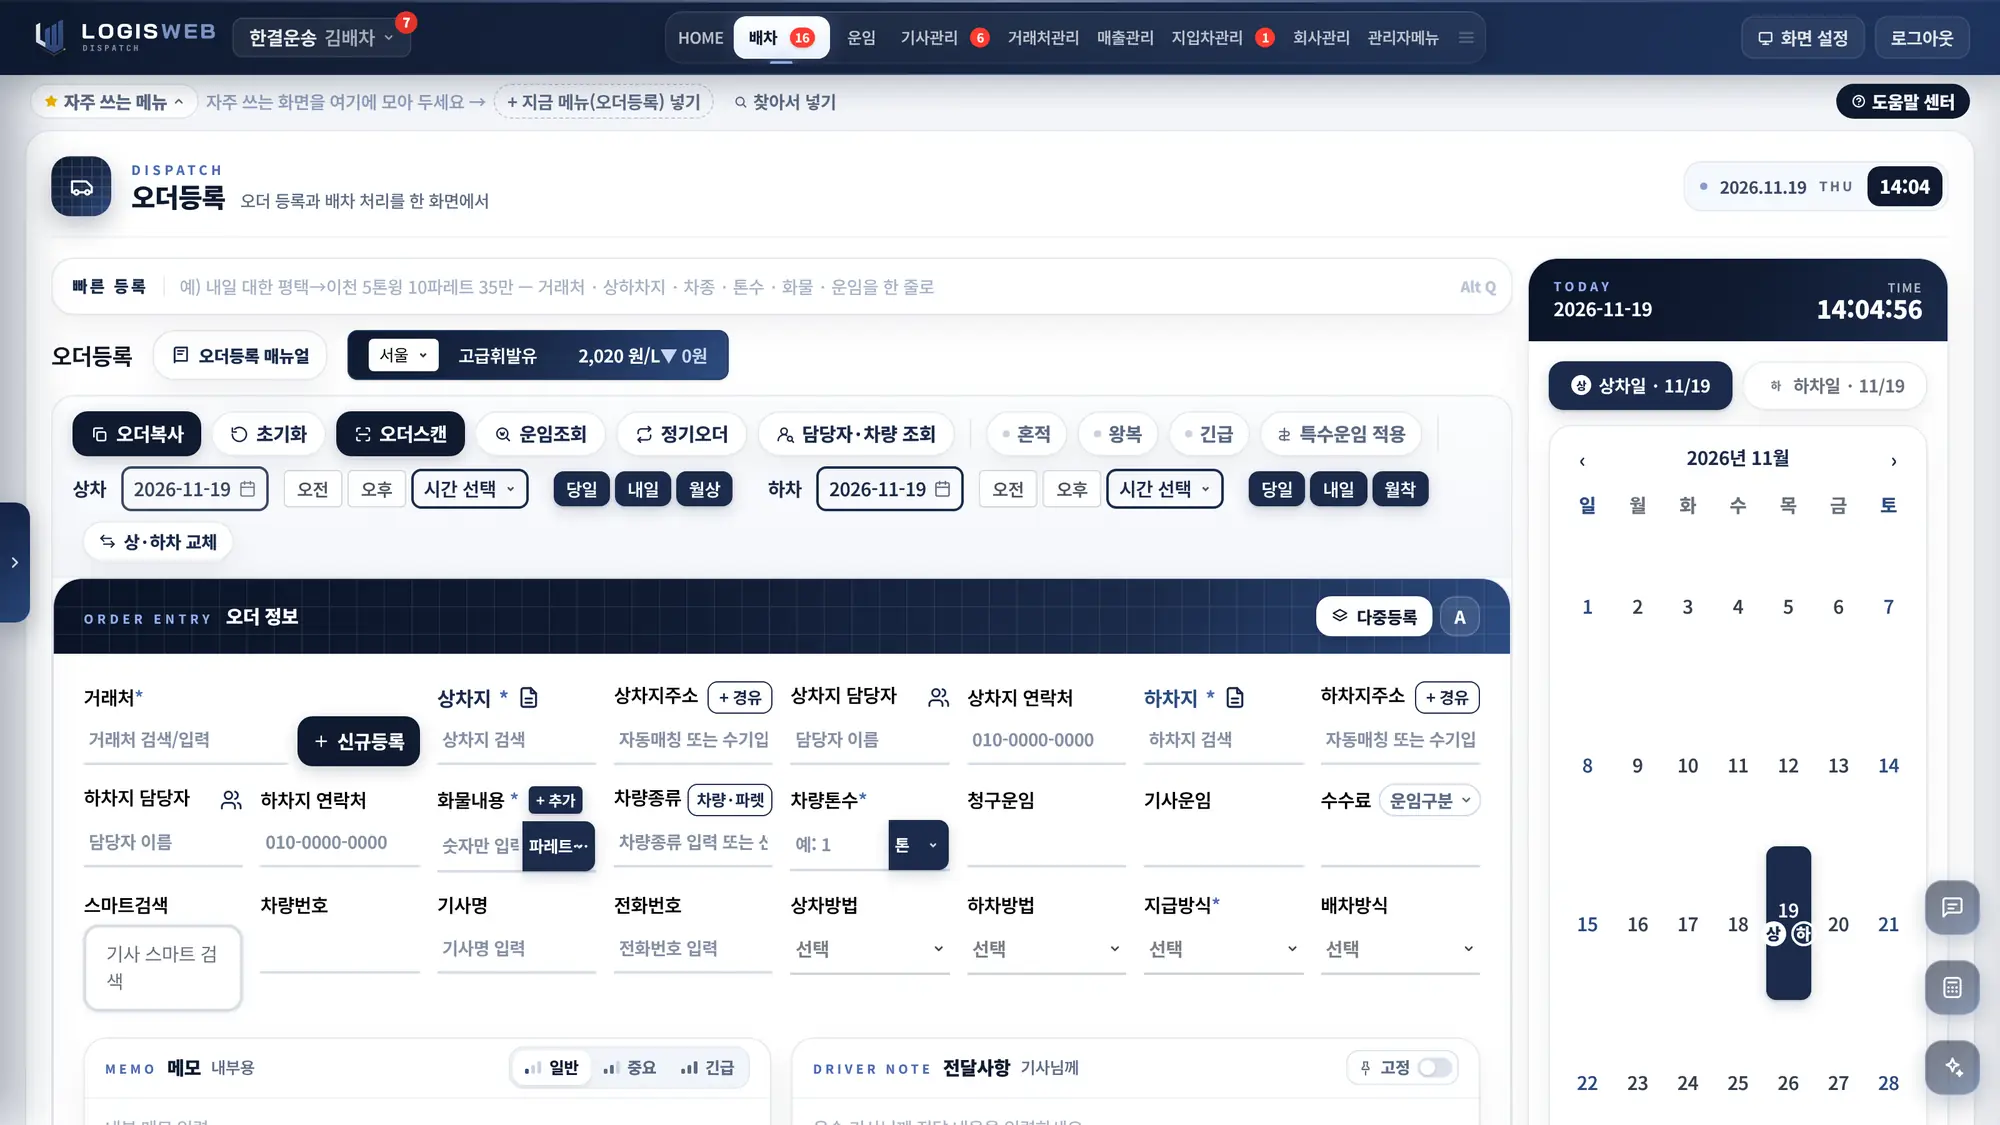 LOGISWEB
DISPATCH
한결운송 김배차
7
HOME
배차 16
운임
기사관리 6
거래처관리
매출관리
지입차관리 1
회사관리
관리자메뉴
화면 설정
로그아웃
자주 쓰는 메뉴
자주 쓰는 화면을 여기에 모아 두세요 →
+ 지금 메뉴(오더등록) 넣기
찾아서 넣기
도움말 센터
DISPATCH
오더등록 오더 등록과 배차 처리를 한 화면에서
2026.11.19 THU 14:04
빠른 등록 예) 내일 대한 평택→이천 5톤윙 10파레트 35만 — 거래처 · 상하차지 · 차종 · 톤수 · 화물 · 운임을 한 줄로 Alt Q
오더등록 오더등록 매뉴얼 서울 고급휘발유 2,020 원/L▼ 0원
오더복사 초기화 오더스캔 운임조회 정기오더 담당자·차량 조회 혼적 왕복 긴급 특수운임 적용
상차 2026-11-19 오전 오후 시간 선택 당일 내일 월상 하차 2026-11-19 오전 오후 시간 선택 당일 내일 월착
상·하차 교체
ORDER ENTRY 오더 정보 다중등록 A
거래처* 상차지 * 상차지주소 + 경유 상차지 담당자 상차지 연락처 하차지 * 하차지주소 + 경유
거래처 검색/입력 + 신규등록 상차지 검색 자동매칭 또는 수기입 담당자 이름 010-0000-0000 하차지 검색 자동매칭 또는 수기입
하차지 담당자 하차지 연락처 화물내용 * + 추가 차량종류 차량·파렛 차량톤수* 청구운임 기사운임 수수료 운임구분
담당자 이름 010-0000-0000 숫자만 입력 파레트 차량종류 입력 또는 예: 1 톤
스마트검색 차량번호 기사명 전화번호 상차방법 하차방법 지급방식* 배차방식
기사 스마트 검
색
기사명 입력 전화번호 입력 선택 선택 선택 선택
MEMO 메모 내부용 일반 중요 긴급
DRIVER NOTE 전달사항 기사님께 고정
TODAY
2026-11-19
TIME
14:04:56
상 상차일 · 11/19
하 하차일 · 11/19
‹ 2026년 11월 ›
일 월 화 수 목 금 토
1 2 3 4 5 6 7
8 9 10 11 12 13 14
15 16 17 18 19 20 21
상 하
22 23 24 25 26 27 28